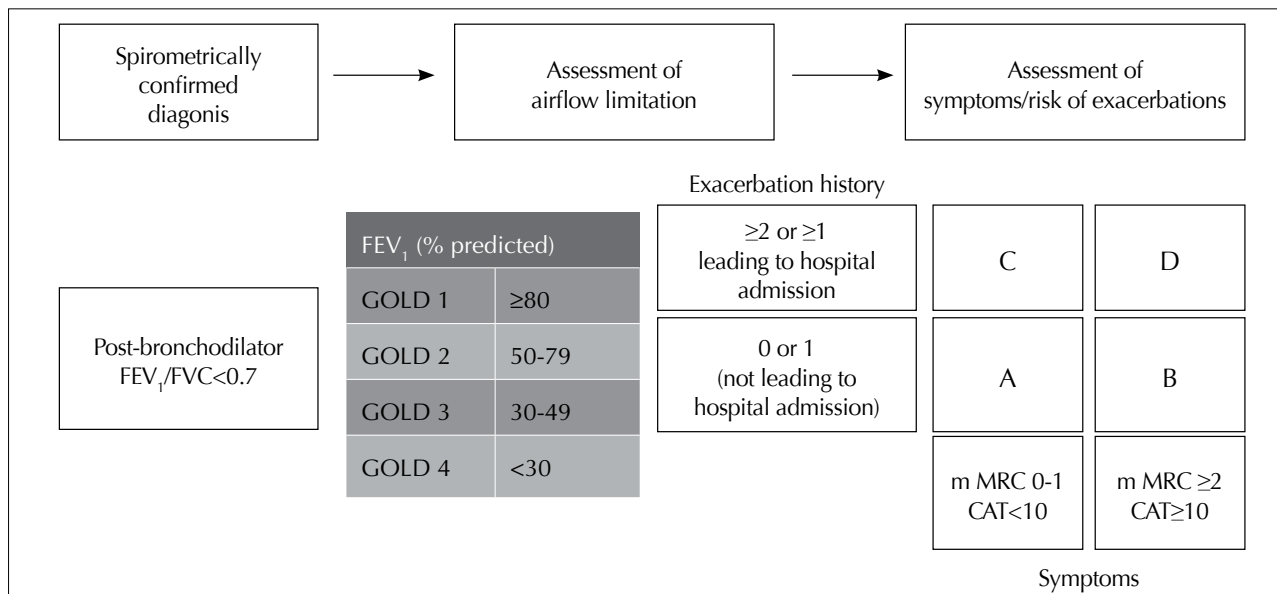 Spirometrically
confirmed
diagonis
Assessment of
airflow limitation
Assessment of
symptoms/risk of exacerbations
Post-bronchodilator
FEV₁/FVC<0.7
FEV₁ (% predicted)
GOLD 1 ≥80
GOLD 2 50-79
GOLD 3 30-49
GOLD 4 <30
Exacerbation history
≥2 or ≥1
leading to hospital
admission
C
D
0 or 1
(not leading to
hospital admission)
A
B
m MRC 0-1
CAT<10
m MRC ≥2
CAT≥10
Symptoms